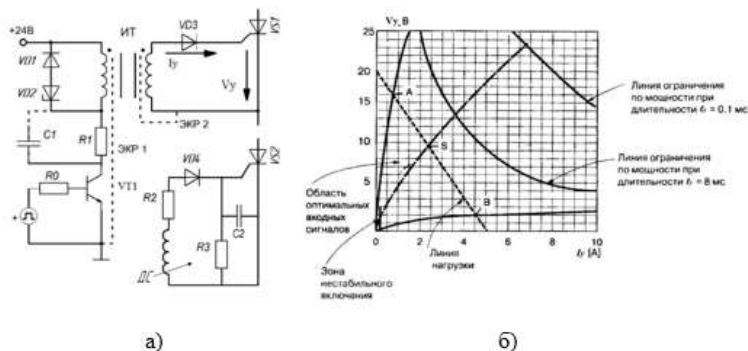 +24В
ИТ
VD3
VS1
Iу
Vу
VD1
VD2
ЭКР 2
C1
R1
ЭКР 1
R0
VT1
VD4
VS2
R2
C2
R3
ДС
а)
Vу, В
25
20
15
10
5
0
0
2
4
6
8
10
Iу [А]
A
S
B
Линия ограничения
по мощности при
длительности tг = 0.1 мс
Линия ограничения
по мощности при
длительности tг = 8 мс
Область
оптимальных
входных
сигналов
Линия
нагрузки
Зона
нестабильного
включения
б)